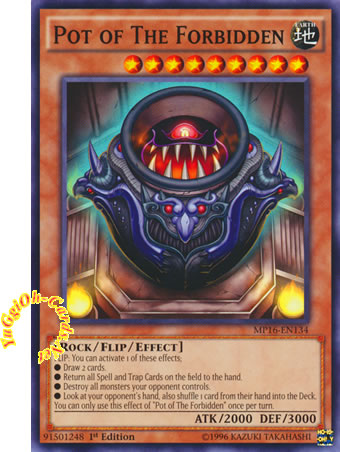 POT OF THE FORBIDDEN
EARTH
地
MP16-EN134
[ROCK/FLIP/EFFECT]
FLIP: You can activate 1 of these effects;
● Draw 2 cards.
● Return all Spell and Trap Cards on the field to the hand.
● Destroy all monsters your opponent controls.
● Look at your opponent's hand, also shuffle 1 card from their hand into the Deck.
You can only use this effect of "Pot of The Forbidden" once per turn.
ATK/2000 DEF/3000
91501248 1st Edition
©1996 KAZUKI TAKAHASHI